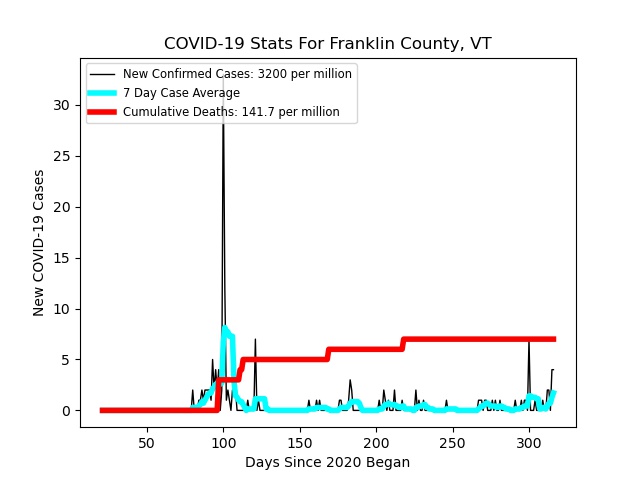 COVID-19 Stats For Franklin County, VT
New Confirmed Cases: 3200 per million
7 Day Case Average
Cumulative Deaths: 141.7 per million
New COVID-19 Cases
30
25
20
15
10
5
0
50 100 150 200 250 300
Days Since 2020 Began